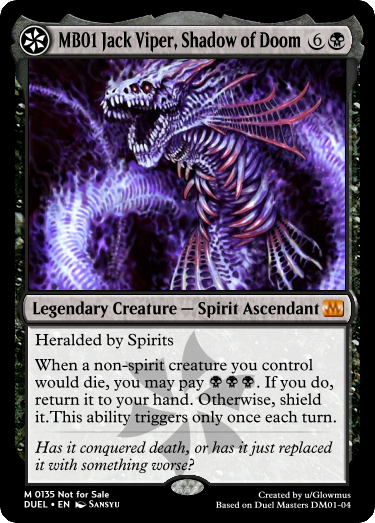 MB01 Jack Viper, Shadow of Doom 6
Legendary Creature — Spirit Ascendant
Heralded by Spirits
When a non-spirit creature you control
would die, you may pay . If you do,
return it to your hand. Otherwise, shield
it.This ability triggers only once each turn.
Has it conquered death, or has it just replaced
it with something worse?
M 0135 Not for Sale
DUEL • EN SANSYU
Created by u/Glowmus
Based on Duel Masters DM01-04